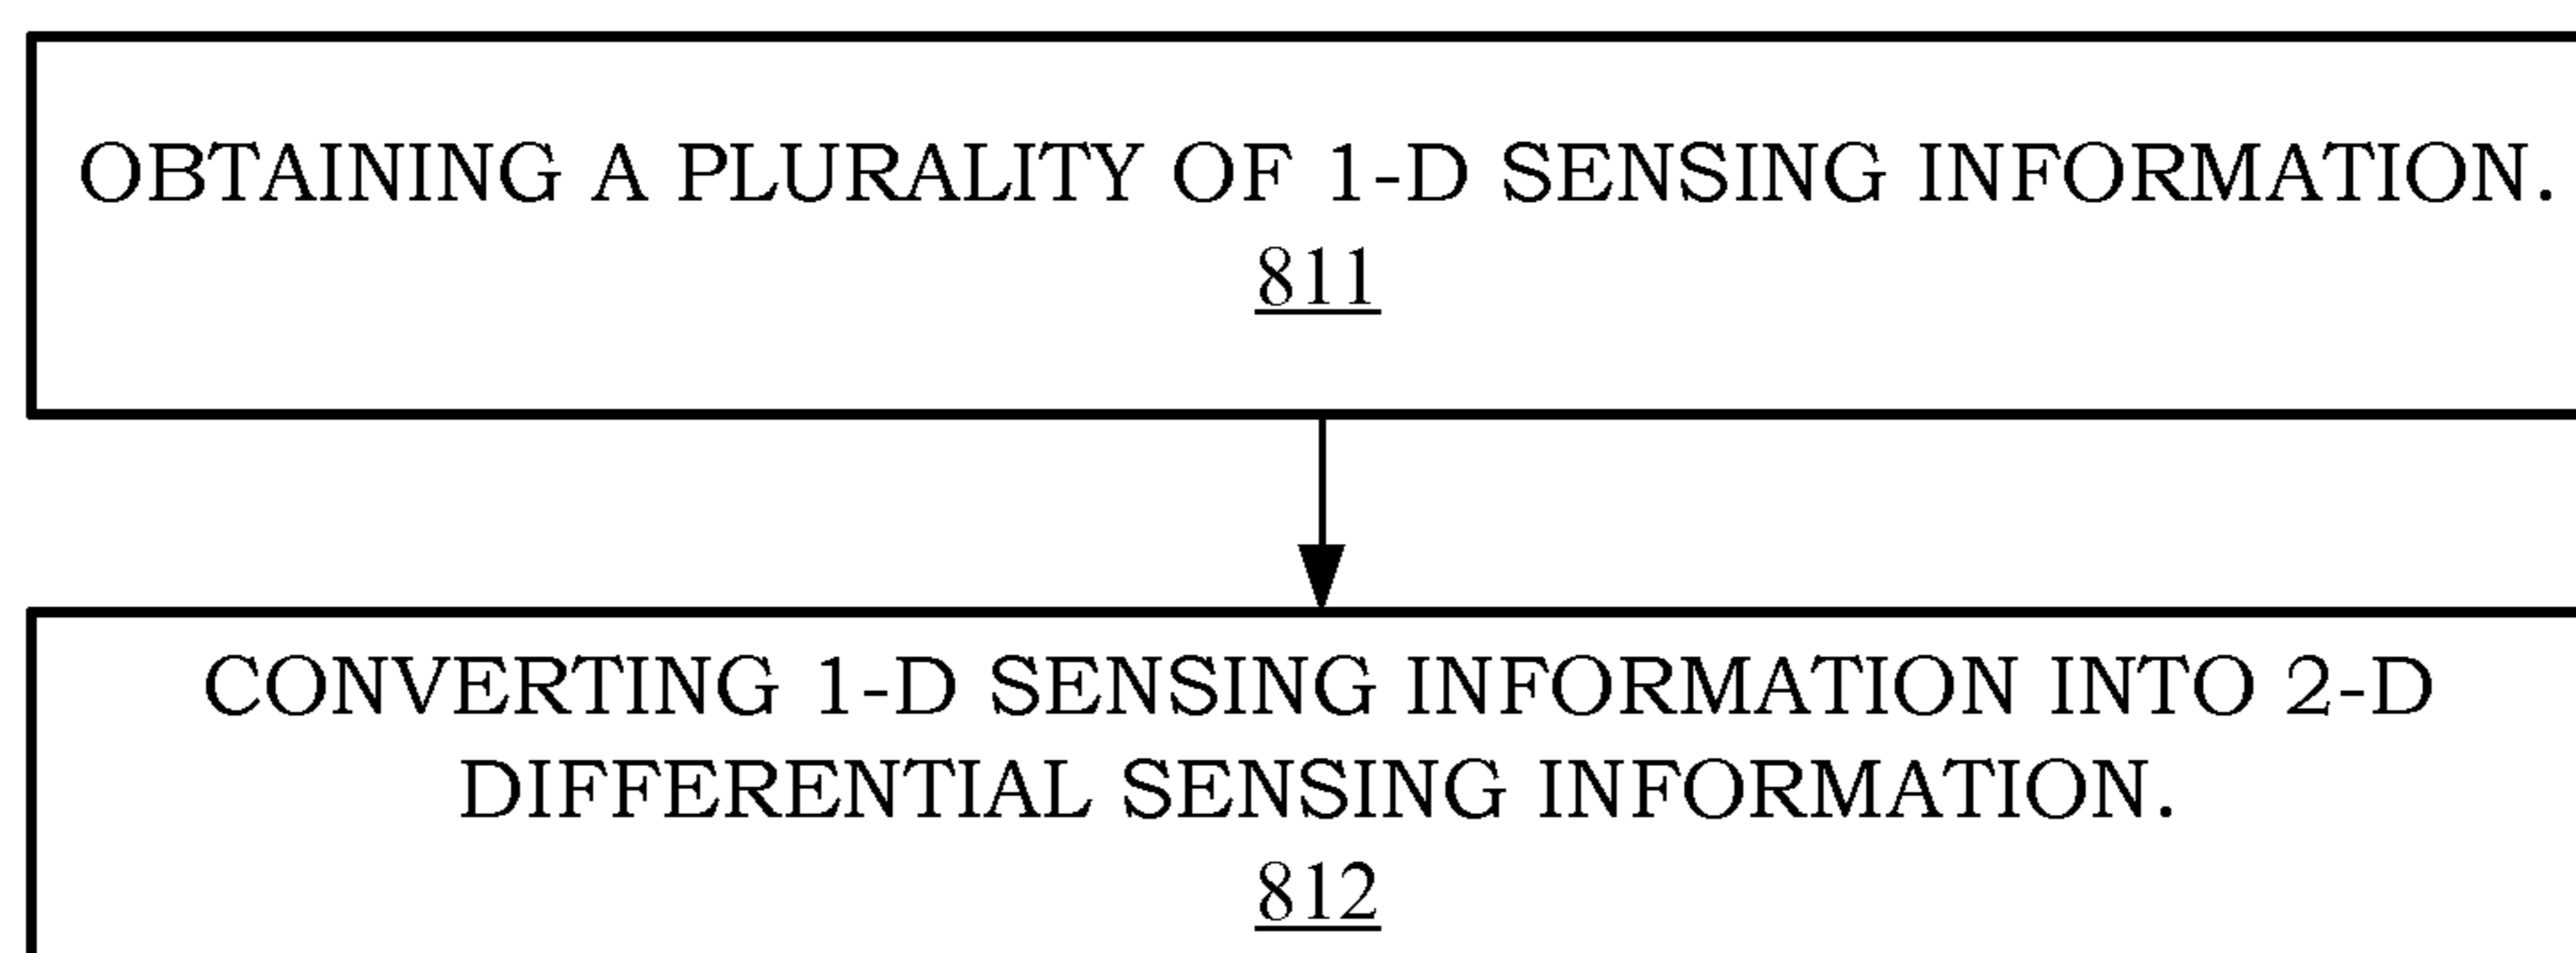 OBTAINING A PLURALITY OF 1-D SENSING INFORMATION.
811
CONVERTING 1-D SENSING INFORMATION INTO 2-D
DIFFERENTIAL SENSING INFORMATION.
812